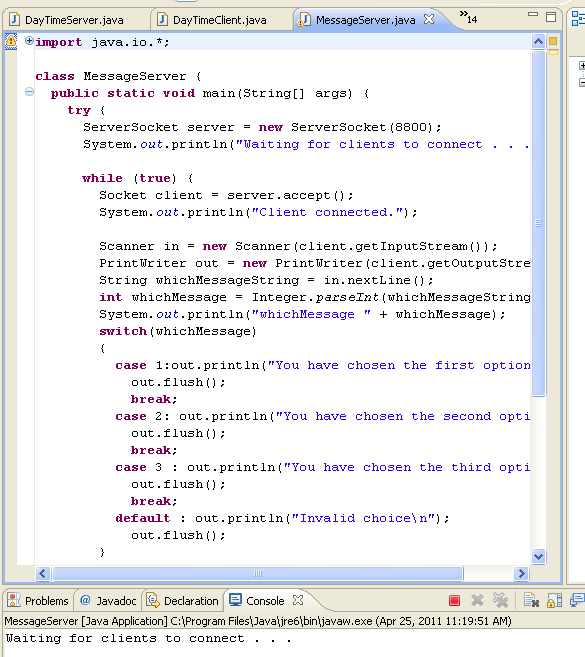 DayTimeServer.java DayTimeClient.java MessageServer.java »14
import java.io.*;
class MessageServer {
public static void main(String[] args) {
try {
ServerSocket server = new ServerSocket(8800);
System.out.println("Waiting for clients to connect . . .
while (true) {
Socket client = server.accept();
System.out.println("Client connected.");
Scanner in = new Scanner(client.getInputStream());
PrintWriter out = new PrintWriter(client.getOutputStre
String whichMessageString = in.nextLine();
int whichMessage = Integer.parseInt(whichMessageString
System.out.println("whichMessage " + whichMessage);
switch(whichMessage)
{
case 1:out.println("You have chosen the first option
out.flush();
break;
case 2: out.println("You have chosen the second opti
out.flush();
break;
case 3 : out.println("You have chosen the third opti
out.flush();
break;
default : out.println("Invalid choice\n");
out.flush();
}
Problems @ Javadoc Declaration Console
MessageServer [Java Application] C:\Program Files\Java\jre6\bin\javaw.exe (Apr 25, 2011 11:19:51 AM)
Waiting for clients to connect . . .